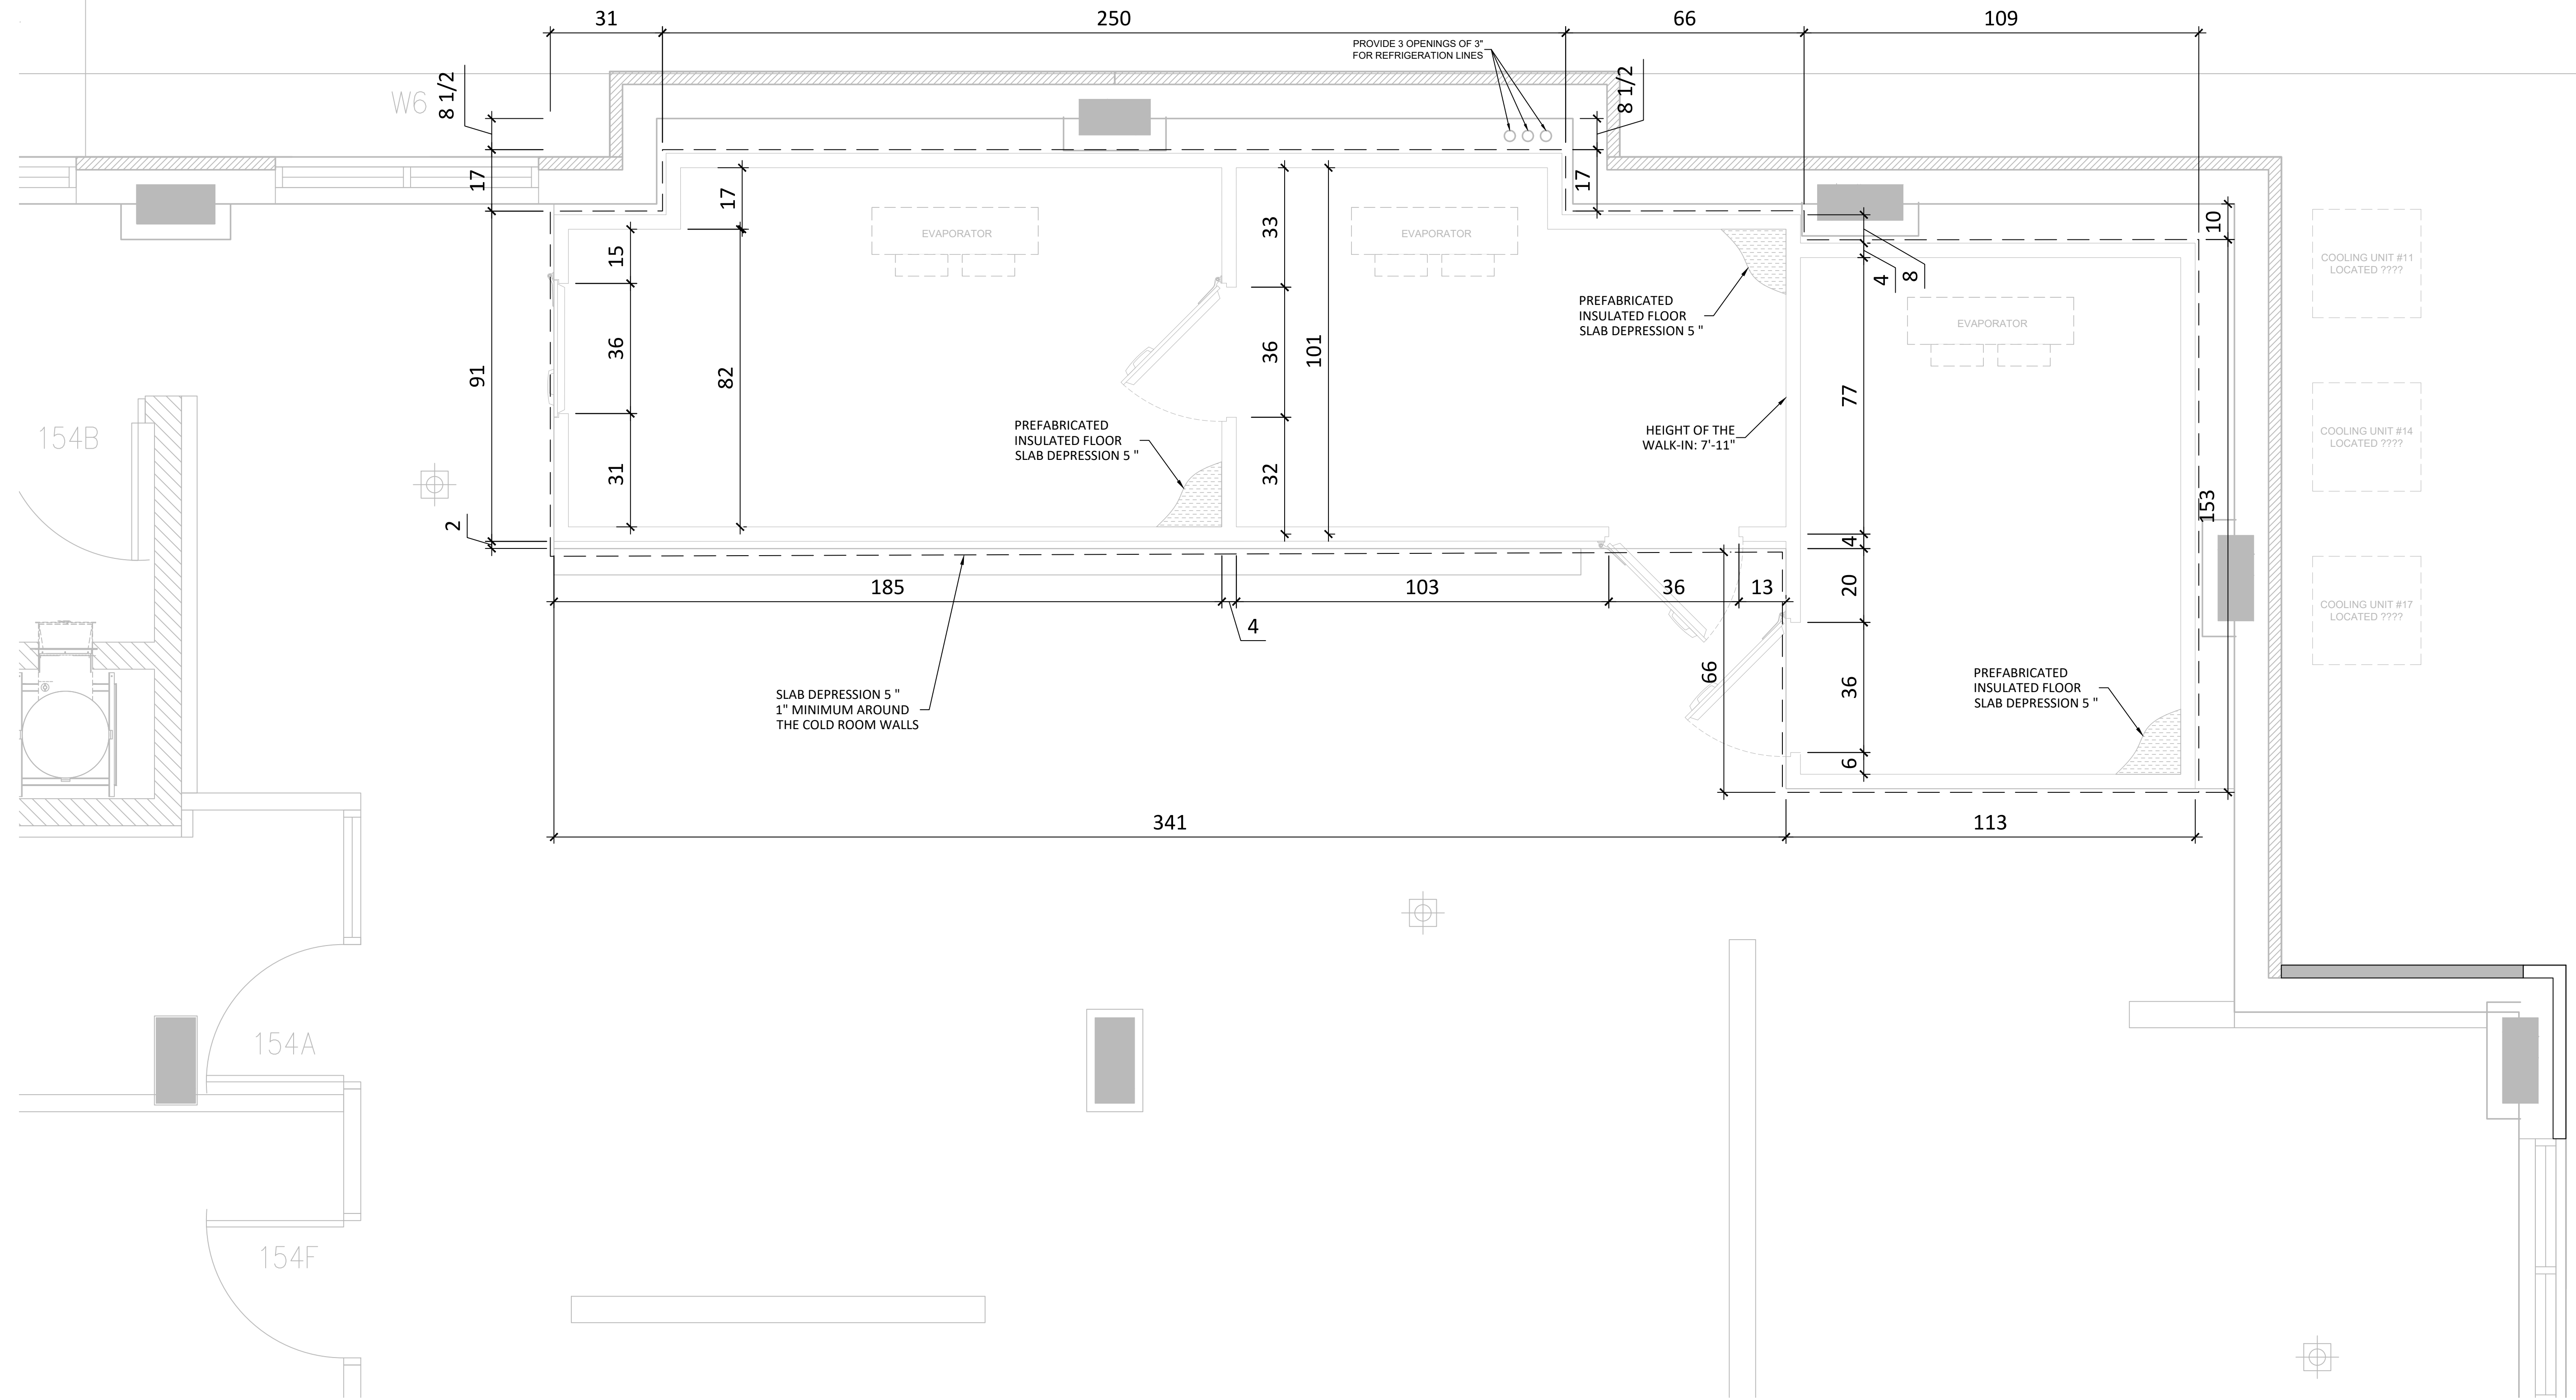 31
250
66
109
PROVIDE 3 OPENINGS OF 3"
FOR REFRIGERATION LINES
8 1/2
W6
8 1/2
17
17
17
33
10
8
4
15
EVAPORATOR
EVAPORATOR
EVAPORATOR
COOLING UNIT #11
LOCATED ????
PREFABRICATED
INSULATED FLOOR
SLAB DEPRESSION 5 "
91
36
82
36
101
77
154B
PREFABRICATED
INSULATED FLOOR
SLAB DEPRESSION 5 "
HEIGHT OF THE
WALK-IN: 7'-11"
COOLING UNIT #14
LOCATED ????
31
32
153
2
4
185
103
36
13
20
4
COOLING UNIT #17
LOCATED ????
66
36
SLAB DEPRESSION 5 "
1" MINIMUM AROUND
THE COLD ROOM WALLS
PREFABRICATED
INSULATED FLOOR
SLAB DEPRESSION 5 "
6
341
113
154A
154F